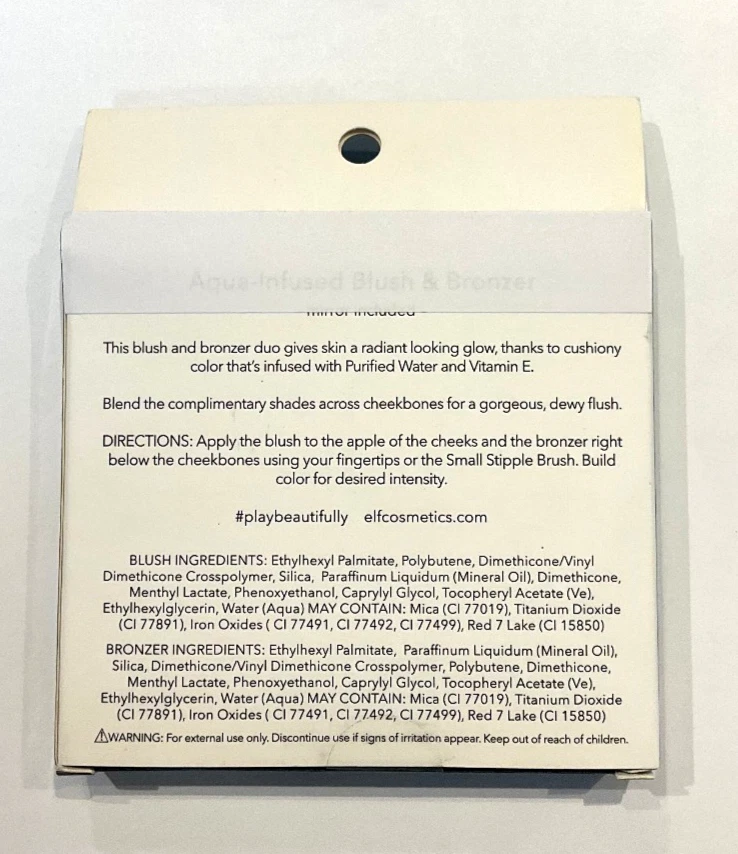 Aqua-Infused Blush & Bronzer
- mirror included -
This blush and bronzer duo gives skin a radiant looking glow, thanks to cushiony
color that's infused with Purified Water and Vitamin E.
Blend the complimentary shades across cheekbones for a gorgeous, dewy flush.
DIRECTIONS: Apply the blush to the apple of the cheeks and the bronzer right
below the cheekbones using your fingertips or the Small Stipple Brush. Build
color for desired intensity.
#playbeautifully elfcosmetics.com
BLUSH INGREDIENTS: Ethylhexyl Palmitate, Polybutene, Dimethicone/Vinyl
Dimethicone Crosspolymer, Silica, Paraffinum Liquidum (Mineral Oil), Dimethicone,
Menthyl Lactate, Phenoxyethanol, Caprylyl Glycol, Tocopheryl Acetate (Ve),
Ethylhexylglycerin, Water (Aqua) MAY CONTAIN: Mica (CI 77019), Titanium Dioxide
(CI 77891), Iron Oxides ( CI 77491, CI 77492, CI 77499), Red 7 Lake (CI 15850)
BRONZER INGREDIENTS: Ethylhexyl Palmitate, Paraffinum Liquidum (Mineral Oil),
Silica, Dimethicone/Vinyl Dimethicone Crosspolymer, Polybutene, Dimethicone,
Menthyl Lactate, Phenoxyethanol, Caprylyl Glycol, Tocopheryl Acetate (Ve),
Ethylhexylglycerin, Water (Aqua) MAY CONTAIN: Mica (CI 77019), Titanium Dioxide
(CI 77891), Iron Oxides ( CI 77491, CI 77492, CI 77499), Red 7 Lake (CI 15850)
⚠WARNING: For external use only. Discontinue use if signs of irritation appear. Keep out of reach of children.